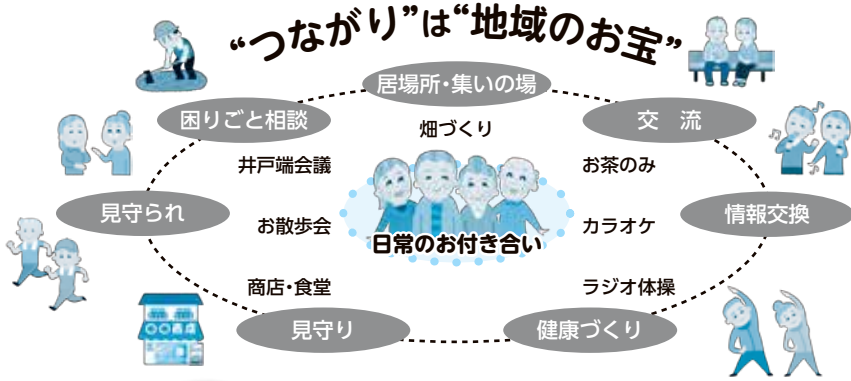 “つながり”は“地域のお宝”
居場所・集いの場
困りごと相談
交 流
畑づくり
井戸端会議
お茶のみ
見守られ
お散歩会
カラオケ
情報交換
日常のお付き合い
商店・食堂
ラジオ体操
見守り
健康づくり
○○商店